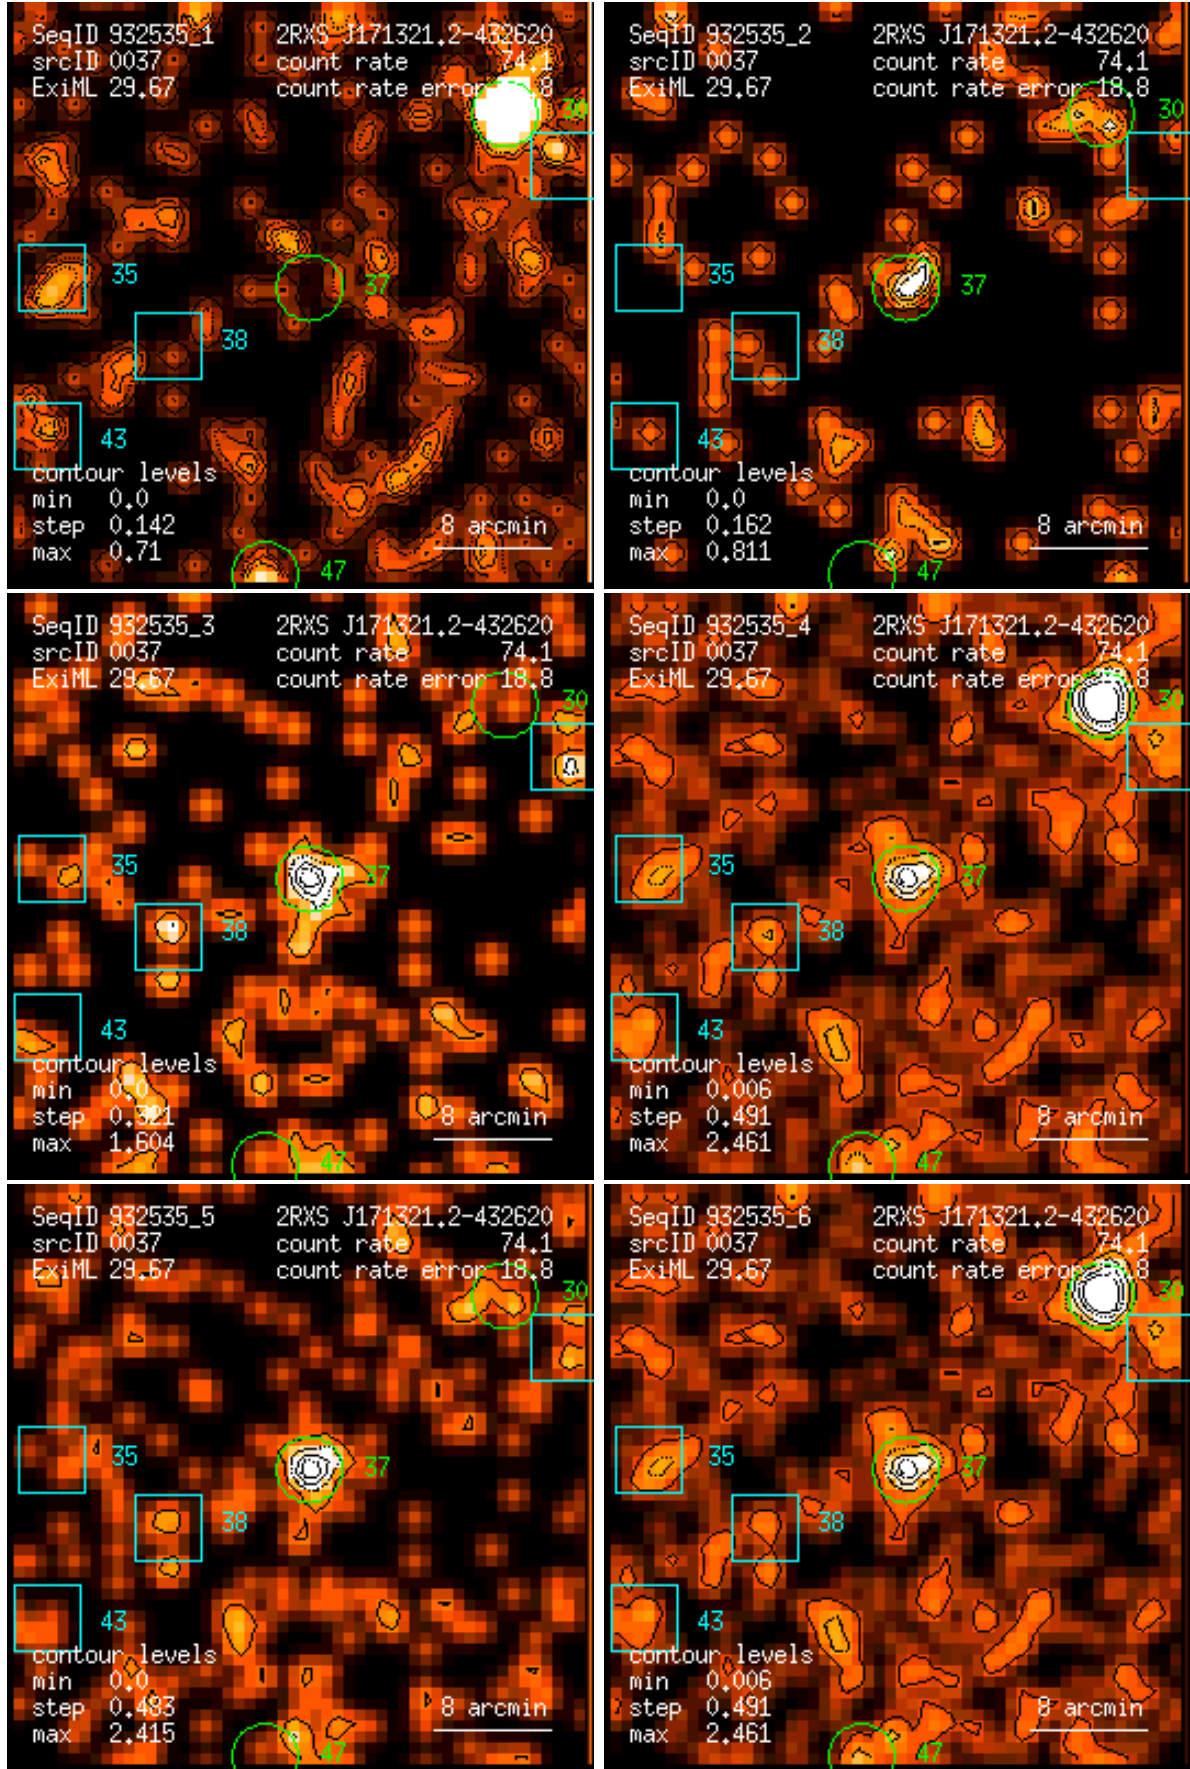 SeqID 932535_1 2RXS J171321.2-432620
srcID 0037 count rate 74.1
ExiML 29.67 count rate error 18.8
30
35
37
38
43
contour levels
min 0.0
step 0.142
max 0.71
8 arcmin
47
SeqID 932535_2 2RXS J171321.2-432620
srcID 0037 count rate 74.1
ExiML 29.67 count rate error 18.8
30
35
37
38
43
contour levels
min 0.0
step 0.162
max 0.811
8 arcmin
47
SeqID 932535_3 2RXS J171321.2-432620
srcID 0037 count rate 74.1
ExiML 29.67 count rate error 18.8
30
35
37
38
43
contour levels
min 0.0
step 0.321
max 1.604
8 arcmin
47
SeqID 932535_4 2RXS J171321.2-432620
srcID 0037 count rate 74.1
ExiML 29.67 count rate error 18.8
30
35
37
38
43
contour levels
min 0.006
step 0.491
max 2.461
8 arcmin
47
SeqID 932535_5 2RXS J171321.2-432620
srcID 0037 count rate 74.1
ExiML 29.67 count rate error 18.8
30
35
37
38
43
contour levels
min 0.0
step 0.483
max 2.415
8 arcmin
47
SeqID 932535_6 2RXS J171321.2-432620
srcID 0037 count rate 74.1
ExiML 29.67 count rate error 18.8
30
35
37
38
43
contour levels
min 0.006
step 0.491
max 2.461
8 arcmin
47